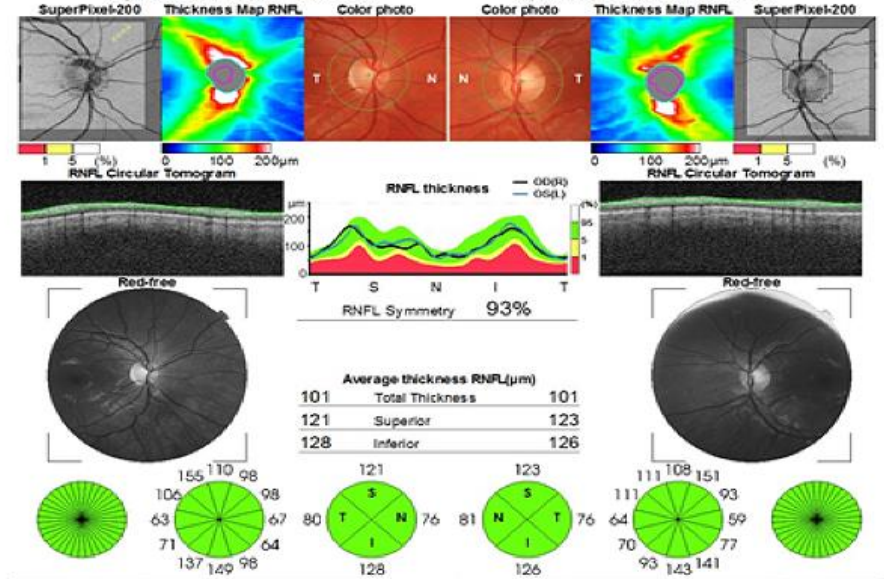 SuperPixel-200 Thickness Map RNFL Color photo Color photo Thickness Map RNFL SuperPixel-200
T N N T
1 5 (%) 0 100 200μm 0 100 200μm 1 5 (%)
RNFL Circular Tomogram RNFL Circular Tomogram
RNFL thickness OD(R)
OS(L)
μm (%)
200
95
100 5
1
0
T S N I T
Red-free Red-free
RNFL Symmetry 93%
Average thickness RNFL(μm)
101 Total Thickness 101
121 Superior 123
128 Inferior 126
155 110 98 121 123 111 108 151
106 98 S S 111 93
63 67 80 T N 76 81 N T 76 64 59
71 64 I I 70 77
137 149 98 128 126 93 143 141